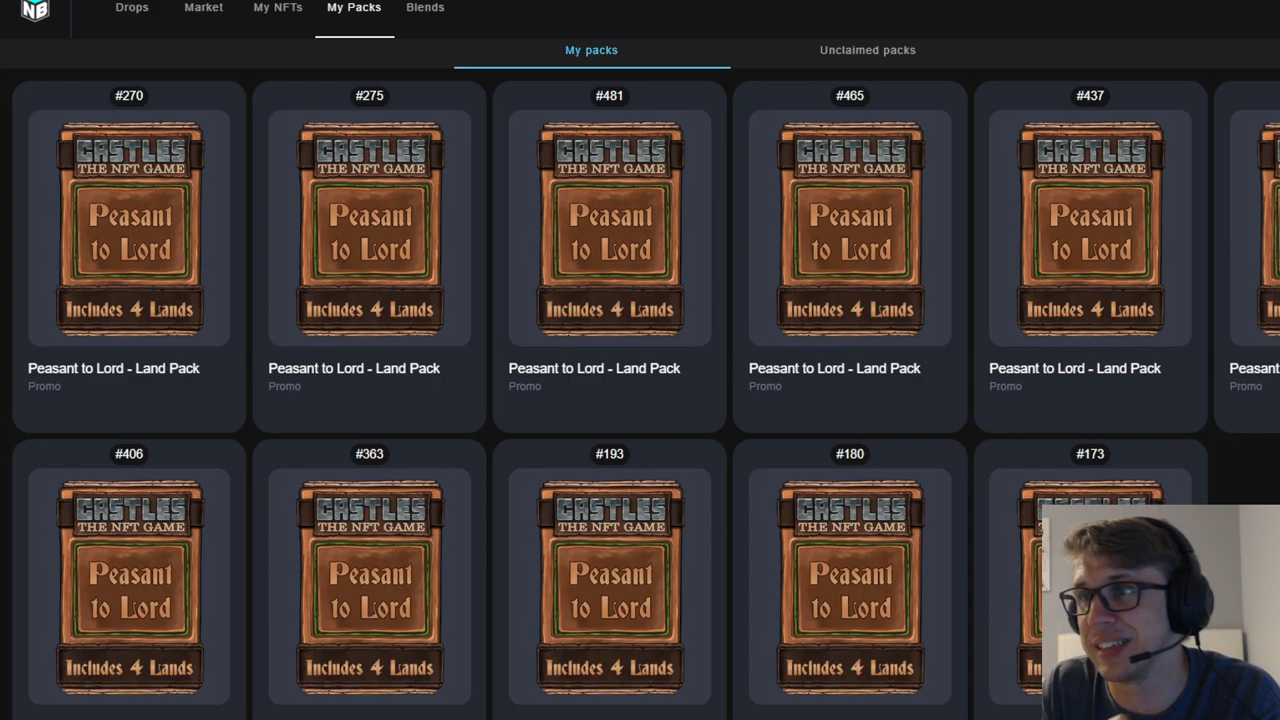 NB
Drops
Market
My NFTs
My Packs
Blends
My packs
Unclaimed packs
#270
#275
#481
#465
#437
CASTLES
THE NFT GAME
Peasant
to Lord
Includes 4 Lands
CASTLES
THE NFT GAME
Peasant
to Lord
Includes 4 Lands
CASTLES
THE NFT GAME
Peasant
to Lord
Includes 4 Lands
CASTLES
THE NFT GAME
Peasant
to Lord
Includes 4 Lands
CASTLES
THE NFT GAME
Peasant
to Lord
Includes 4 Lands
Peasant to Lord - Land Pack
Promo
Peasant to Lord - Land Pack
Promo
Peasant to Lord - Land Pack
Promo
Peasant to Lord - Land Pack
Promo
Peasant to Lord - Land Pack
Promo
Peasant
Promo
#406
#363
#193
#180
#173
CASTLES
THE NFT GAME
Peasant
to Lord
Includes 4 Lands
CASTLES
THE NFT GAME
Peasant
to Lord
Includes 4 Lands
CASTLES
THE NFT GAME
Peasant
to Lord
Includes 4 Lands
CASTLES
THE NFT GAME
Peasant
to Lord
Includes 4 Lands